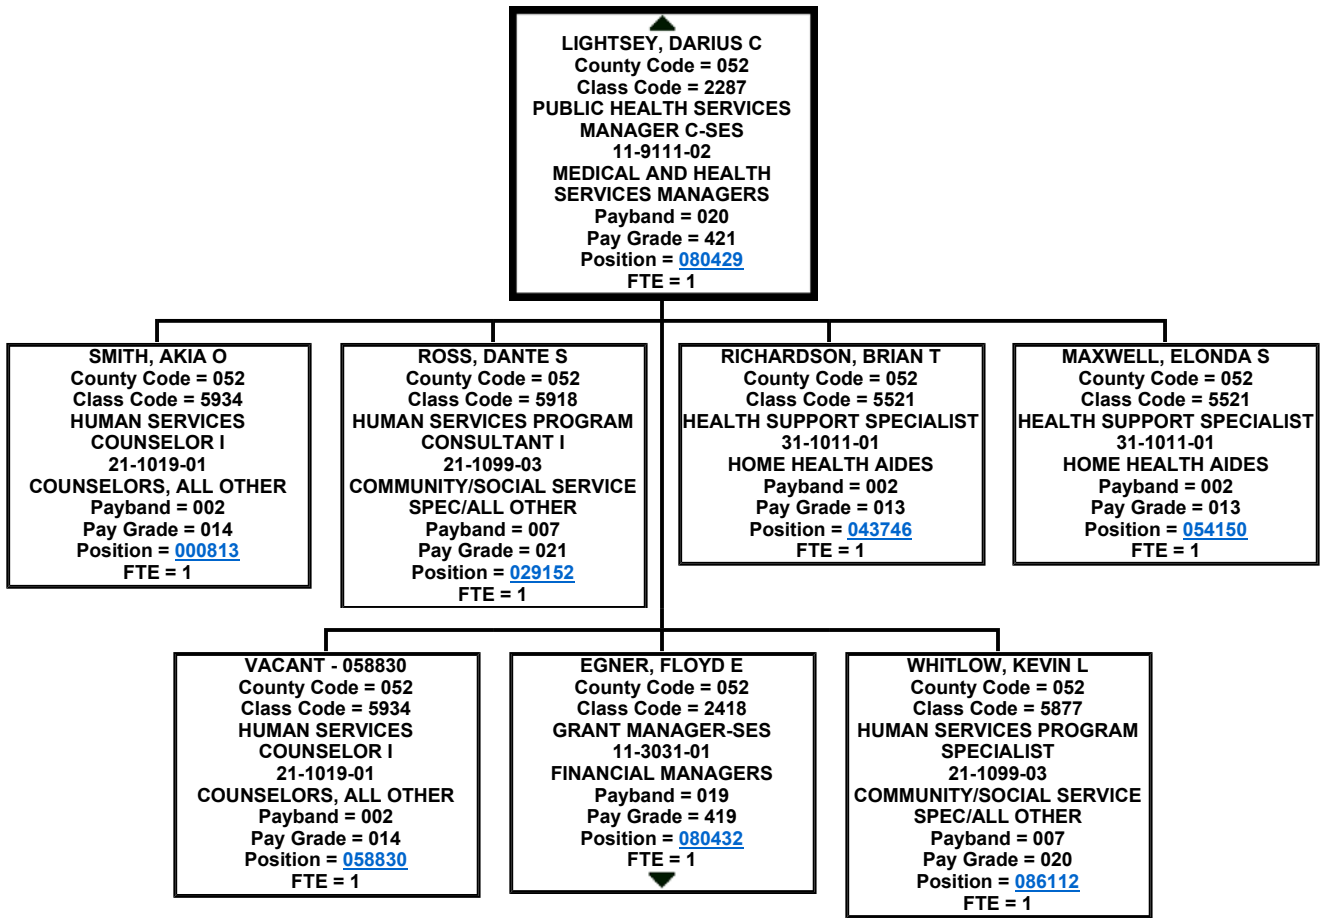 LIGHTSEY, DARIUS C
County Code = 052
Class Code = 2287
PUBLIC HEALTH SERVICES
MANAGER C-SES
11-9111-02
MEDICAL AND HEALTH
SERVICES MANAGERS
Payband = 020
Pay Grade = 421
Position = 080429
FTE = 1
SMITH, AKIA O
County Code = 052
Class Code = 5934
HUMAN SERVICES
COUNSELOR I
21-1019-01
COUNSELORS, ALL OTHER
Payband = 002
Pay Grade = 014
Position = 000813
FTE = 1
ROSS, DANTE S
County Code = 052
Class Code = 5918
HUMAN SERVICES PROGRAM
CONSULTANT I
21-1099-03
COMMUNITY/SOCIAL SERVICE
SPEC/ALL OTHER
Payband = 007
Pay Grade = 021
Position = 029152
FTE = 1
RICHARDSON, BRIAN T
County Code = 052
Class Code = 5521
HEALTH SUPPORT SPECIALIST
31-1011-01
HOME HEALTH AIDES
Payband = 002
Pay Grade = 013
Position = 043746
FTE = 1
MAXWELL, ELONDA S
County Code = 052
Class Code = 5521
HEALTH SUPPORT SPECIALIST
31-1011-01
HOME HEALTH AIDES
Payband = 002
Pay Grade = 013
Position = 054150
FTE = 1
VACANT - 058830
County Code = 052
Class Code = 5934
HUMAN SERVICES
COUNSELOR I
21-1019-01
COUNSELORS, ALL OTHER
Payband = 002
Pay Grade = 014
Position = 058830
FTE = 1
EGNER, FLOYD E
County Code = 052
Class Code = 2418
GRANT MANAGER-SES
11-3031-01
FINANCIAL MANAGERS
Payband = 019
Pay Grade = 419
Position = 080432
FTE = 1
WHITLOW, KEVIN L
County Code = 052
Class Code = 5877
HUMAN SERVICES PROGRAM
SPECIALIST
21-1099-03
COMMUNITY/SOCIAL SERVICE
SPEC/ALL OTHER
Payband = 007
Pay Grade = 020
Position = 086112
FTE = 1